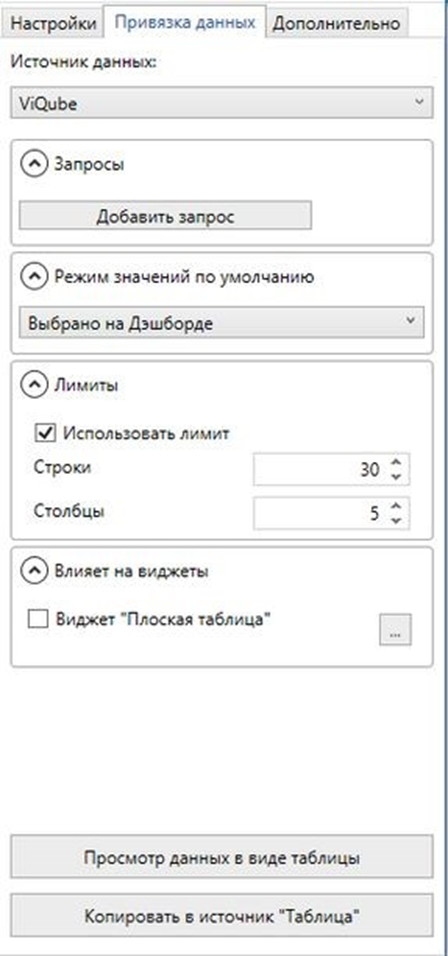 Настройки Привязка данных Дополнительно
Источник данных:
ViQube
Запросы
Добавить запрос
Режим значений по умолчанию
Выбрано на Дэшборде
Лимиты
Использовать лимит
Строки 30
Столбцы 5
Влияет на виджеты
Виджет "Плоская таблица"
...
Просмотр данных в виде таблицы
Копировать в источник "Таблица"